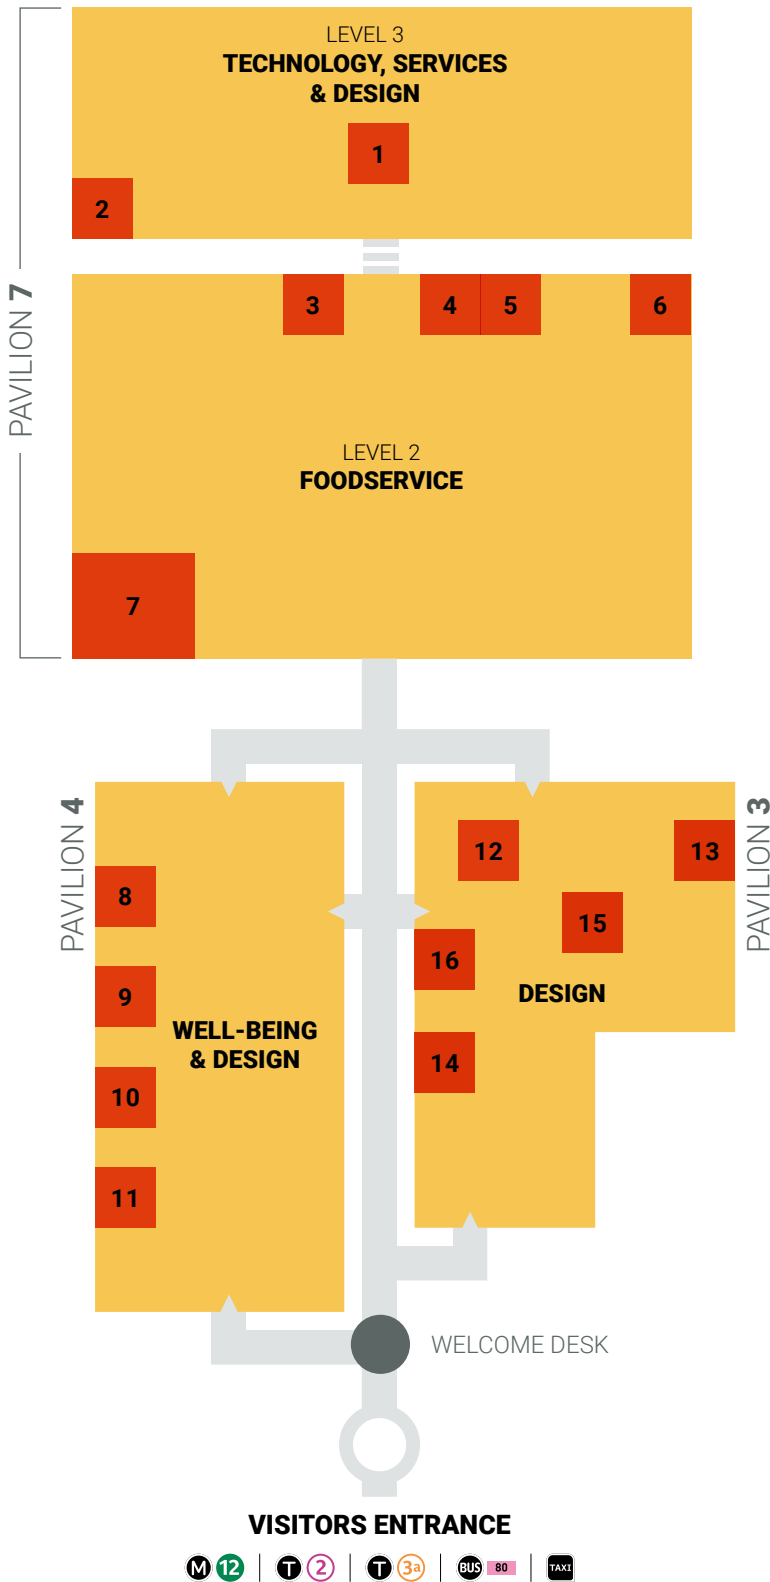 LEVEL 3
TECHNOLOGY, SERVICES
& DESIGN
1
2
PAVILION 7
3
4
5
6
LEVEL 2
FOODSERVICE
7
PAVILION 4
8
9
10
11
WELL-BEING
& DESIGN
PAVILION 3
12
13
15
16
DESIGN
14
WELCOME DESK
VISITORS ENTRANCE
M 12 T 2 T 3a BUS 80 TAXI